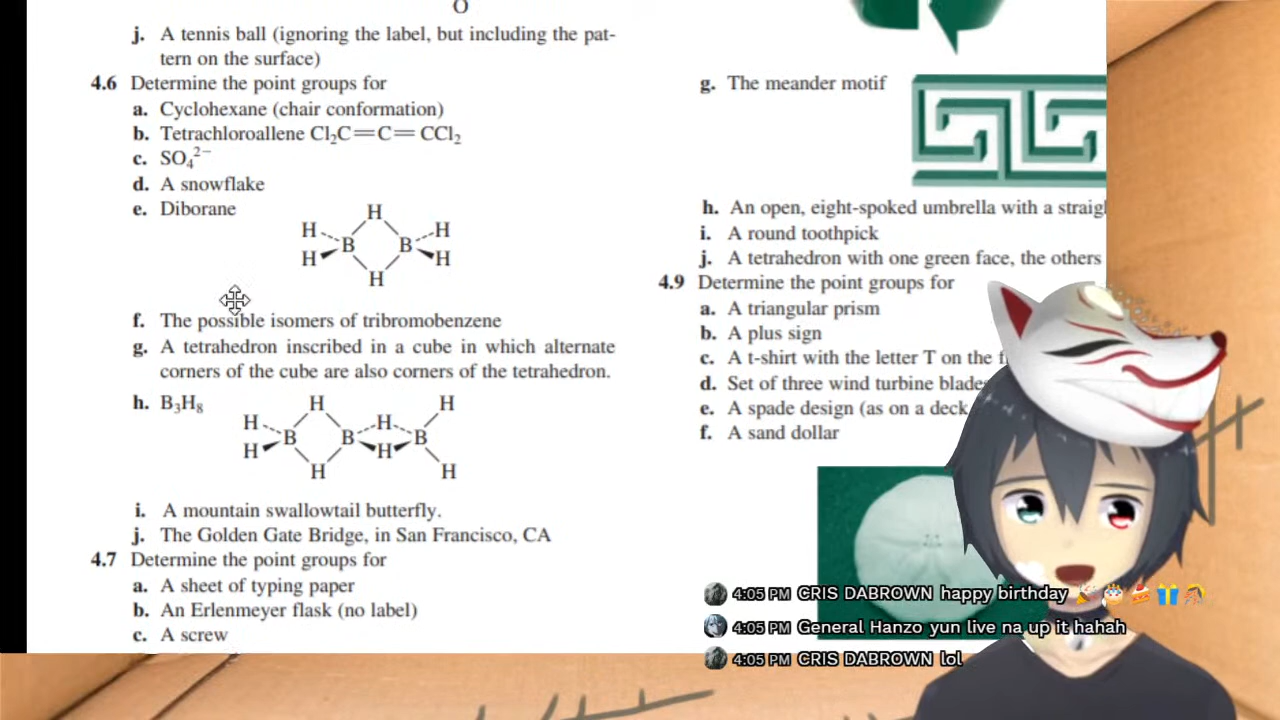 O
j. A tennis ball (ignoring the label, but including the pat-
tern on the surface)
4.6 Determine the point groups for
a. Cyclohexane (chair conformation)
b. Tetrachloroallene Cl₂C=C=CCl₂
c. SO₄²⁻
d. A snowflake
e. Diborane
H
H H
B B
H H
H
f. The possible isomers of tribromobenzene
g. A tetrahedron inscribed in a cube in which alternate
corners of the cube are also corners of the tetrahedron.
h. B₃H₈
H H
H H
B B B
H H
H H
i. A mountain swallowtail butterfly.
j. The Golden Gate Bridge, in San Francisco, CA
4.7 Determine the point groups for
a. A sheet of typing paper
b. An Erlenmeyer flask (no label)
c. A screw
g. The meander motif
h. An open, eight-spoked umbrella with a
i. A round toothpick
j. A tetrahedron with one green face, the others
4.9 Determine the point groups for
a. A triangular prism
b. A plus sign
c. A t-shirt with the letter T on the
d. Set of three wind turbine
e. A spade design (as on a deck
f. A sand dollar
4:05 PM CRIS DABROWN happy birthday 🎉🎂🍰🎁🎊
4:05 PM General Hanzo yun live na up it hahah
4:05 PM CRIS DABROWN lol